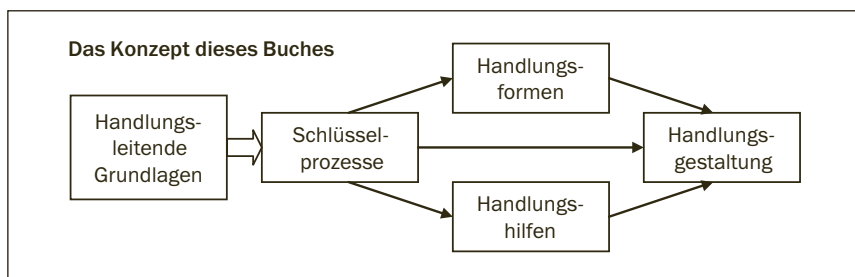 Das Konzept dieses Buches
Handlungs-
leitende
Grundlagen
Schlüssel-
prozesse
Handlungs-
formen
Handlungs-
hilfen
Handlungs-
gestaltung